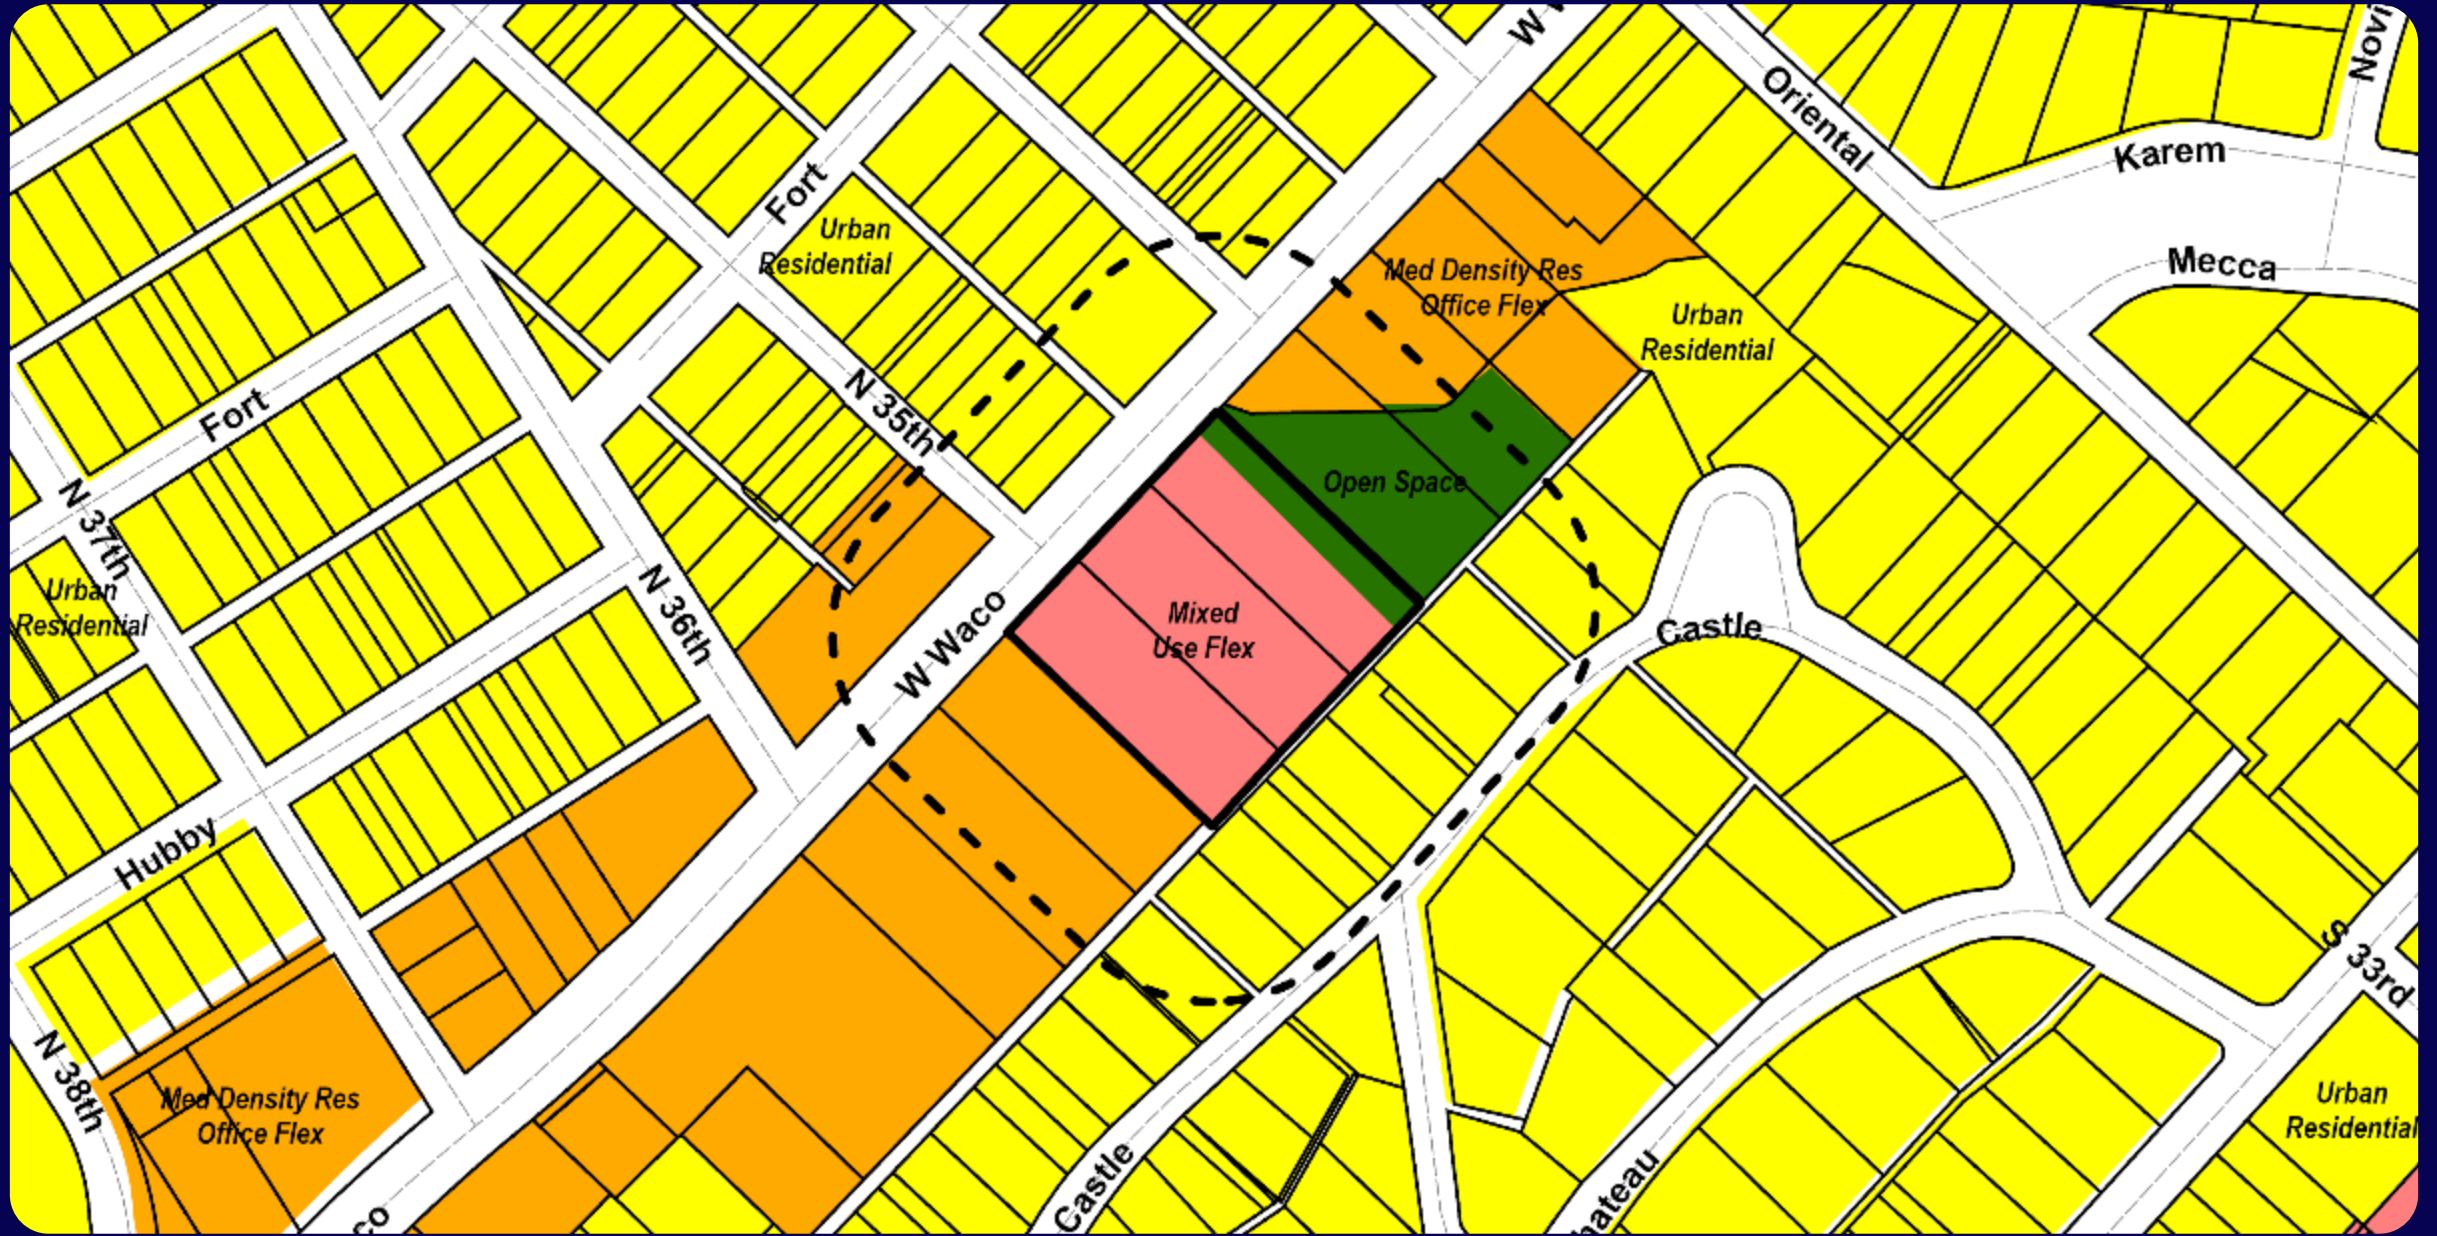 W W
Novi
Oriental
Karem
Fort
Urban
Residential
Mecca
Med Density Res
Office Flex
Urban
Residential
Fort
N 35th
Open Space
N 37th
Urban
Residential
N 36th
W Waco
Mixed
Use Flex
Castle
Hubby
S 33rd
N 38th
Med Density Res
Office Flex
Urban
Residential
Castle
hateau
co